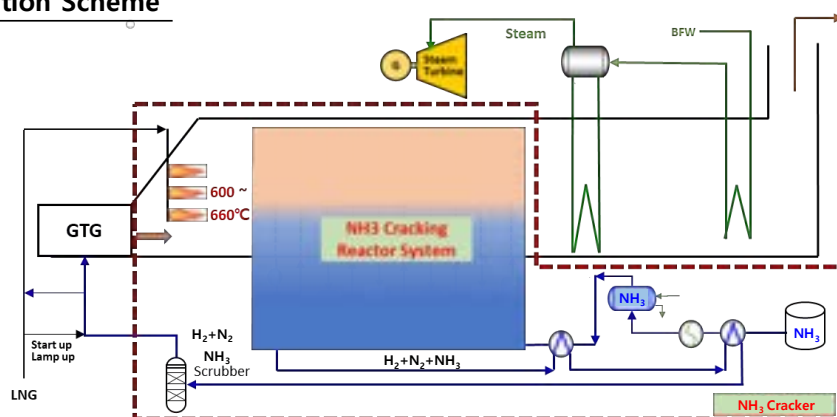 tion Scheme
Steam
BFW
G
Steam
Turbine
600 ~
660℃
GTG
NH3 Cracking
Reactor System
NH₃
NH₃
H₂+N₂
Start up
Lamp up
NH₃
Scrubber
H₂+N₂+NH₃
LNG
NH₃ Cracker